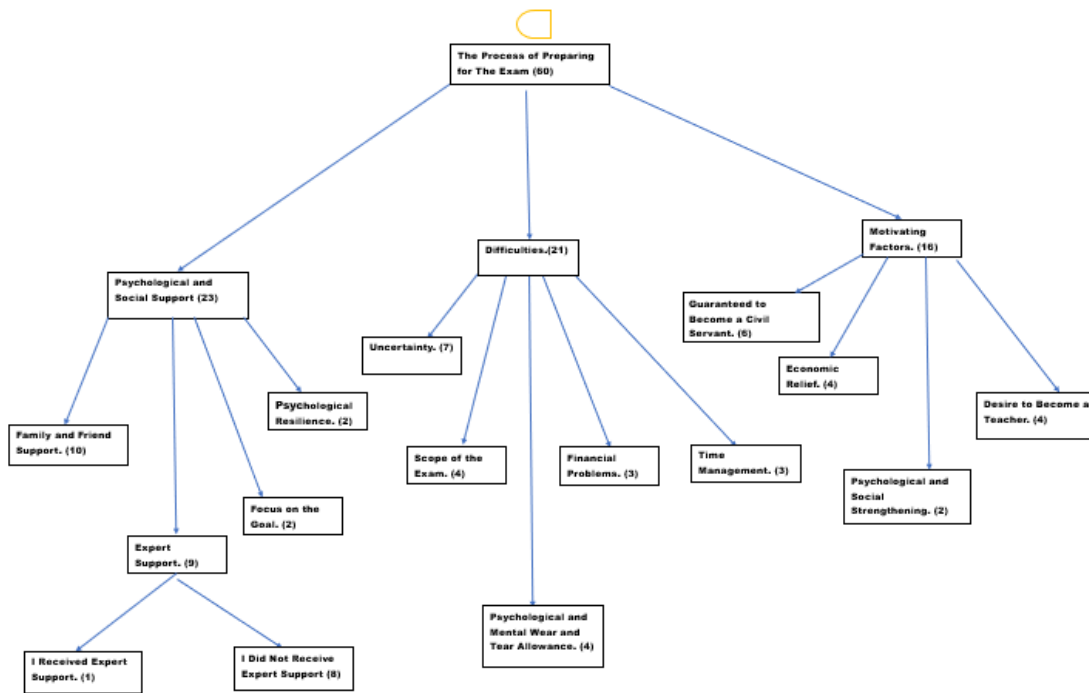 The Process of Preparing
for The Exam (60)
Motivating
Factors. (16)
Difficulties.(21)
Psychological and
Social Support (23)
Guaranteed to
Become a Civil
Servant. (6)
Uncertainty. (7)
Economic
Relief. (4)
Psychological
Resilience. (2)
Desire to Become a
Teacher. (4)
Family and Friend
Support. (10)
Scope of the
Exam. (4)
Financial
Problems. (3)
Time
Management. (3)
Psychological and
Social
Strengthening. (2)
Focus on the
Goal. (2)
Expert
Support. (9)
Psychological and
Mental Wear and
Tear Allowance. (4)
I Received Expert
Support. (1)
I Did Not Receive
Expert Support (8)